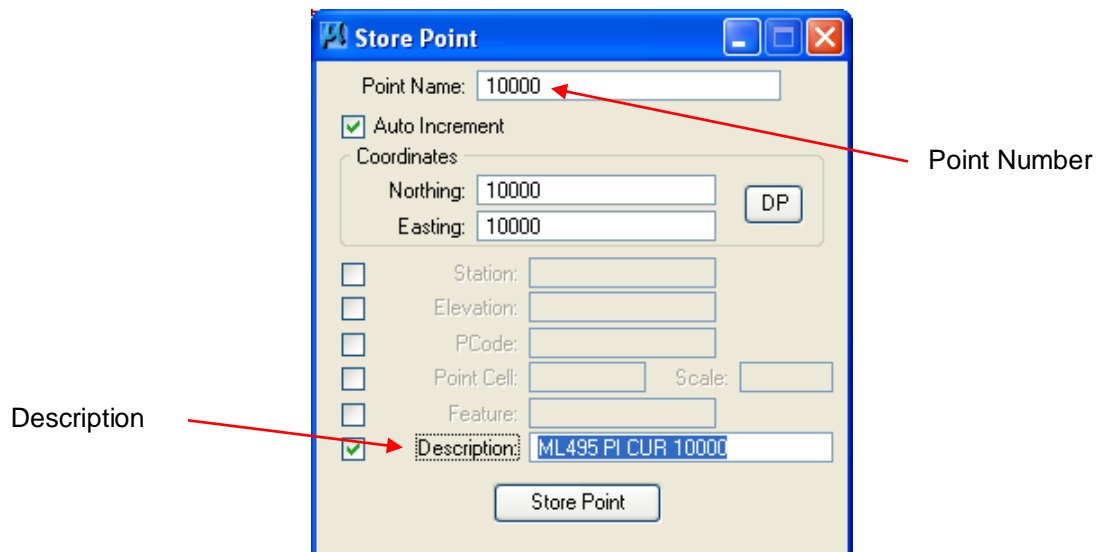 Store Point
Point Name: 10000
Auto Increment
Coordinates
Point Number
Northing: 10000
DP
Easting: 10000
Station:
Elevation:
PCode:
Point Cell: Scale:
Feature:
Description
Description: ML495 PI CUR 10000
Store Point